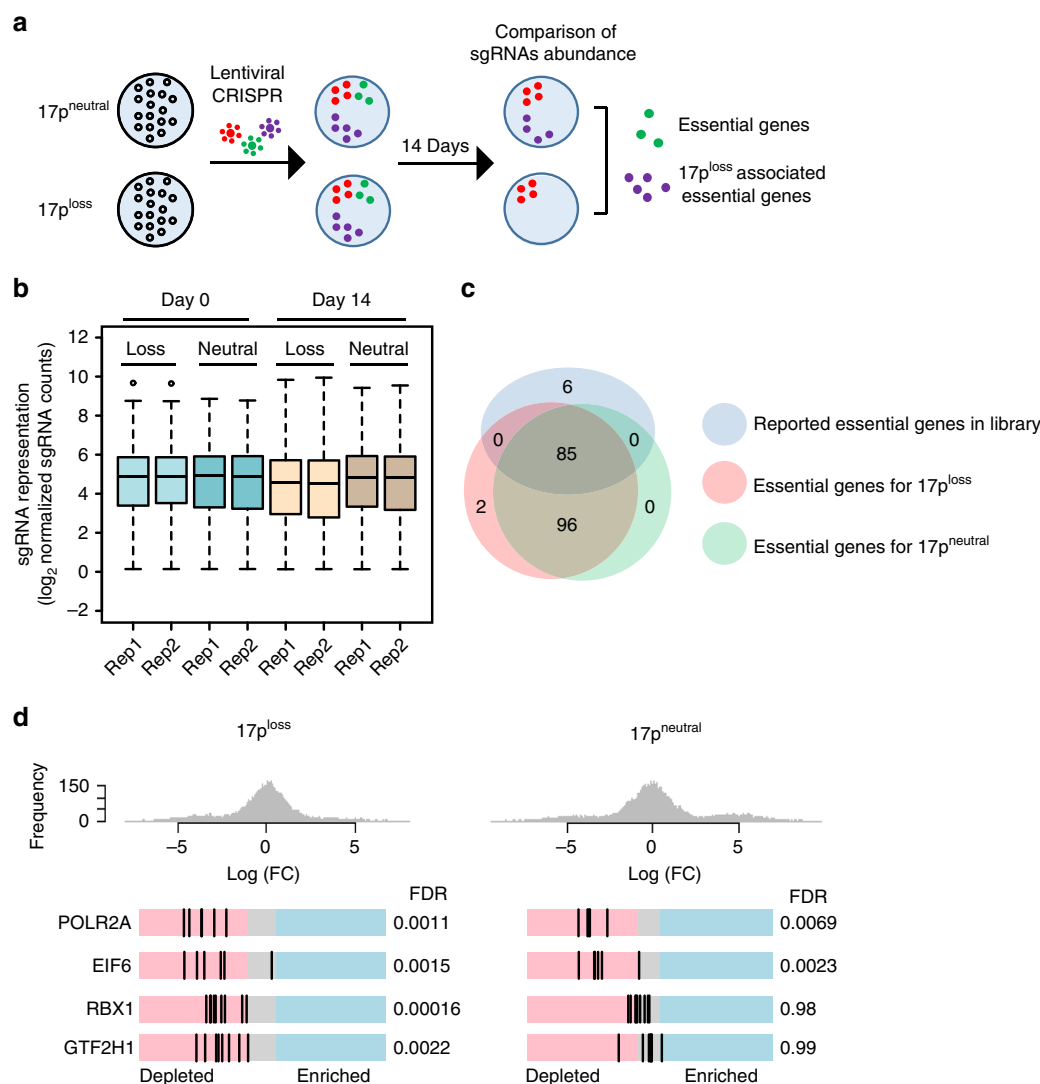 a
Comparison of
sgRNAs abundance
Lentiviral
CRISPR
17p^neutral
14 Days
Essential genes
17p^loss associated
essential genes
17p^loss
b
Day 0
Day 14
Loss
Neutral
Loss
Neutral
sgRNA representation
(log2 normalized sgRNA counts)
12
10
8
6
4
2
0
−2
Rep1
Rep2
Rep1
Rep2
Rep1
Rep2
Rep1
Rep2
c
6
0
85
0
2
96
0
Reported essential genes in library
Essential genes for 17p^loss
Essential genes for 17p^neutral
d
17p^loss
17p^neutral
Frequency
150
0
−5
0
5
−5
0
5
Log (FC)
Log (FC)
FDR
FDR
POLR2A
0.0011
0.0069
EIF6
0.0015
0.0023
RBX1
0.00016
0.98
GTF2H1
0.0022
0.99
Depleted
Enriched
Depleted
Enriched